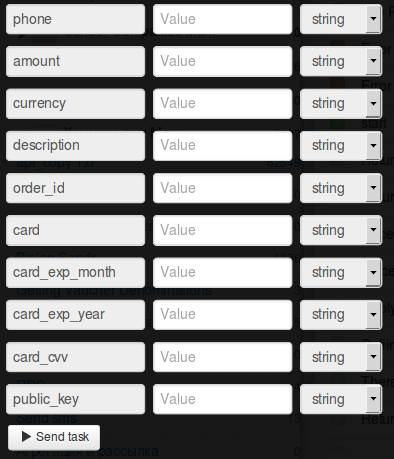 phone Value string
amount Value string
currency Value string
description Value string
order_id Value string
card Value string
card_exp_month Value string
card_exp_year Value string
card_cvv Value string
public_key Value string
Send task